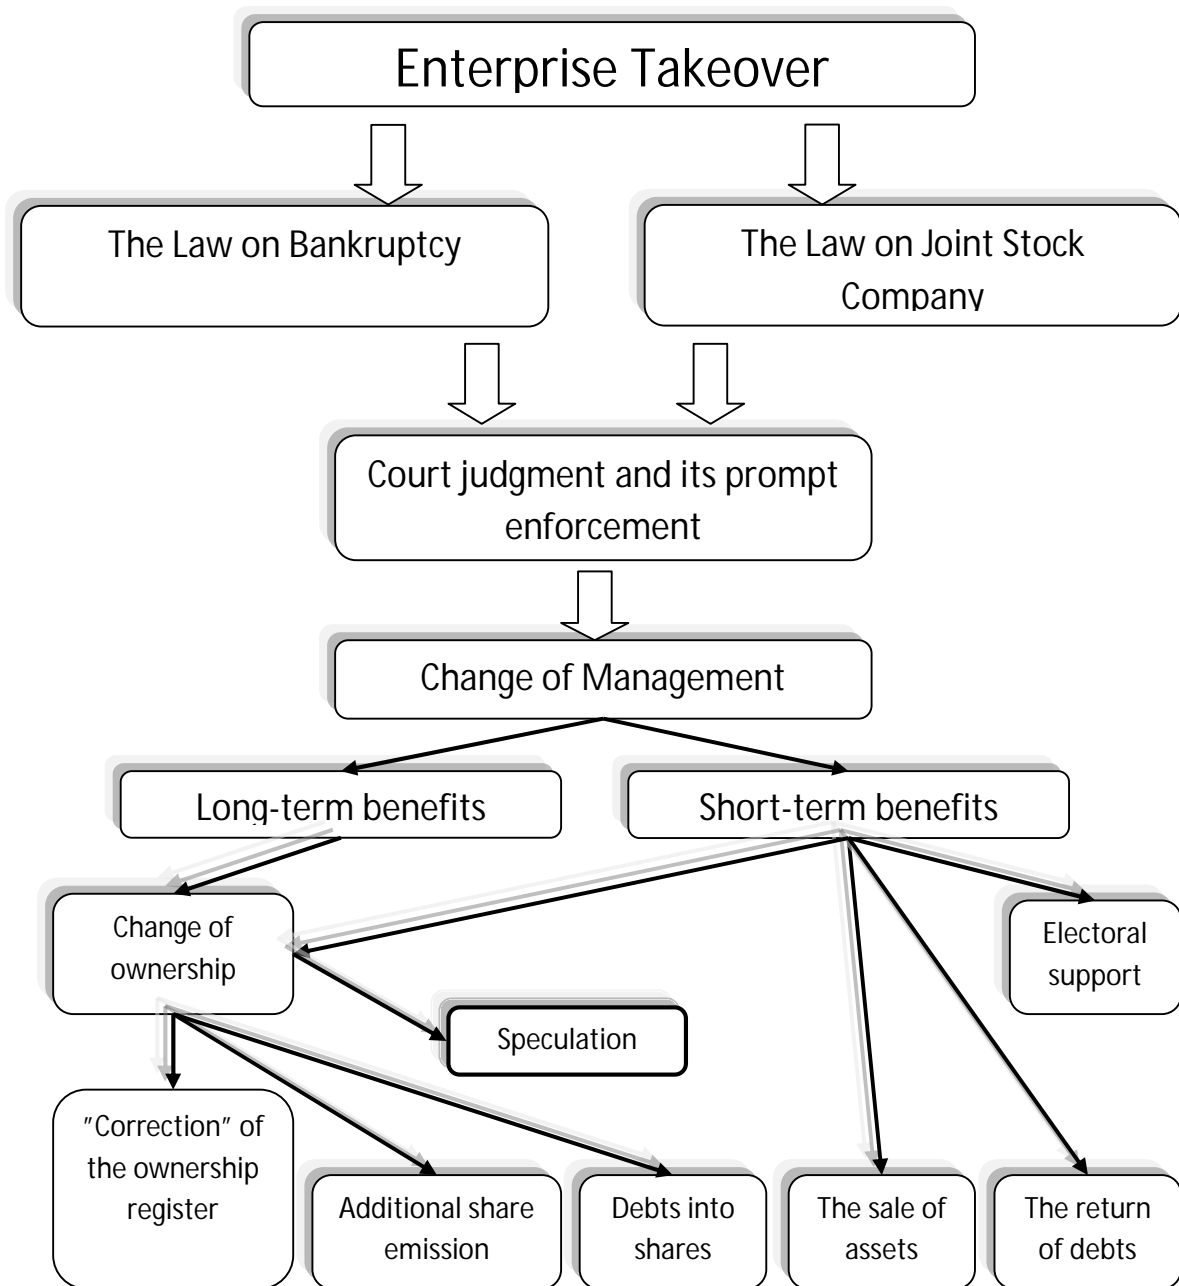 Enterprise Takeover
The Law on Bankruptcy
The Law on Joint Stock
Company
Court judgment and its prompt
enforcement
Change of Management
Long-term benefits
Short-term benefits
Change of
ownership
Electoral
support
Speculation
"Correction" of
the ownership
register
Additional share
emission
Debts into
shares
The sale of
assets
The return
of debts